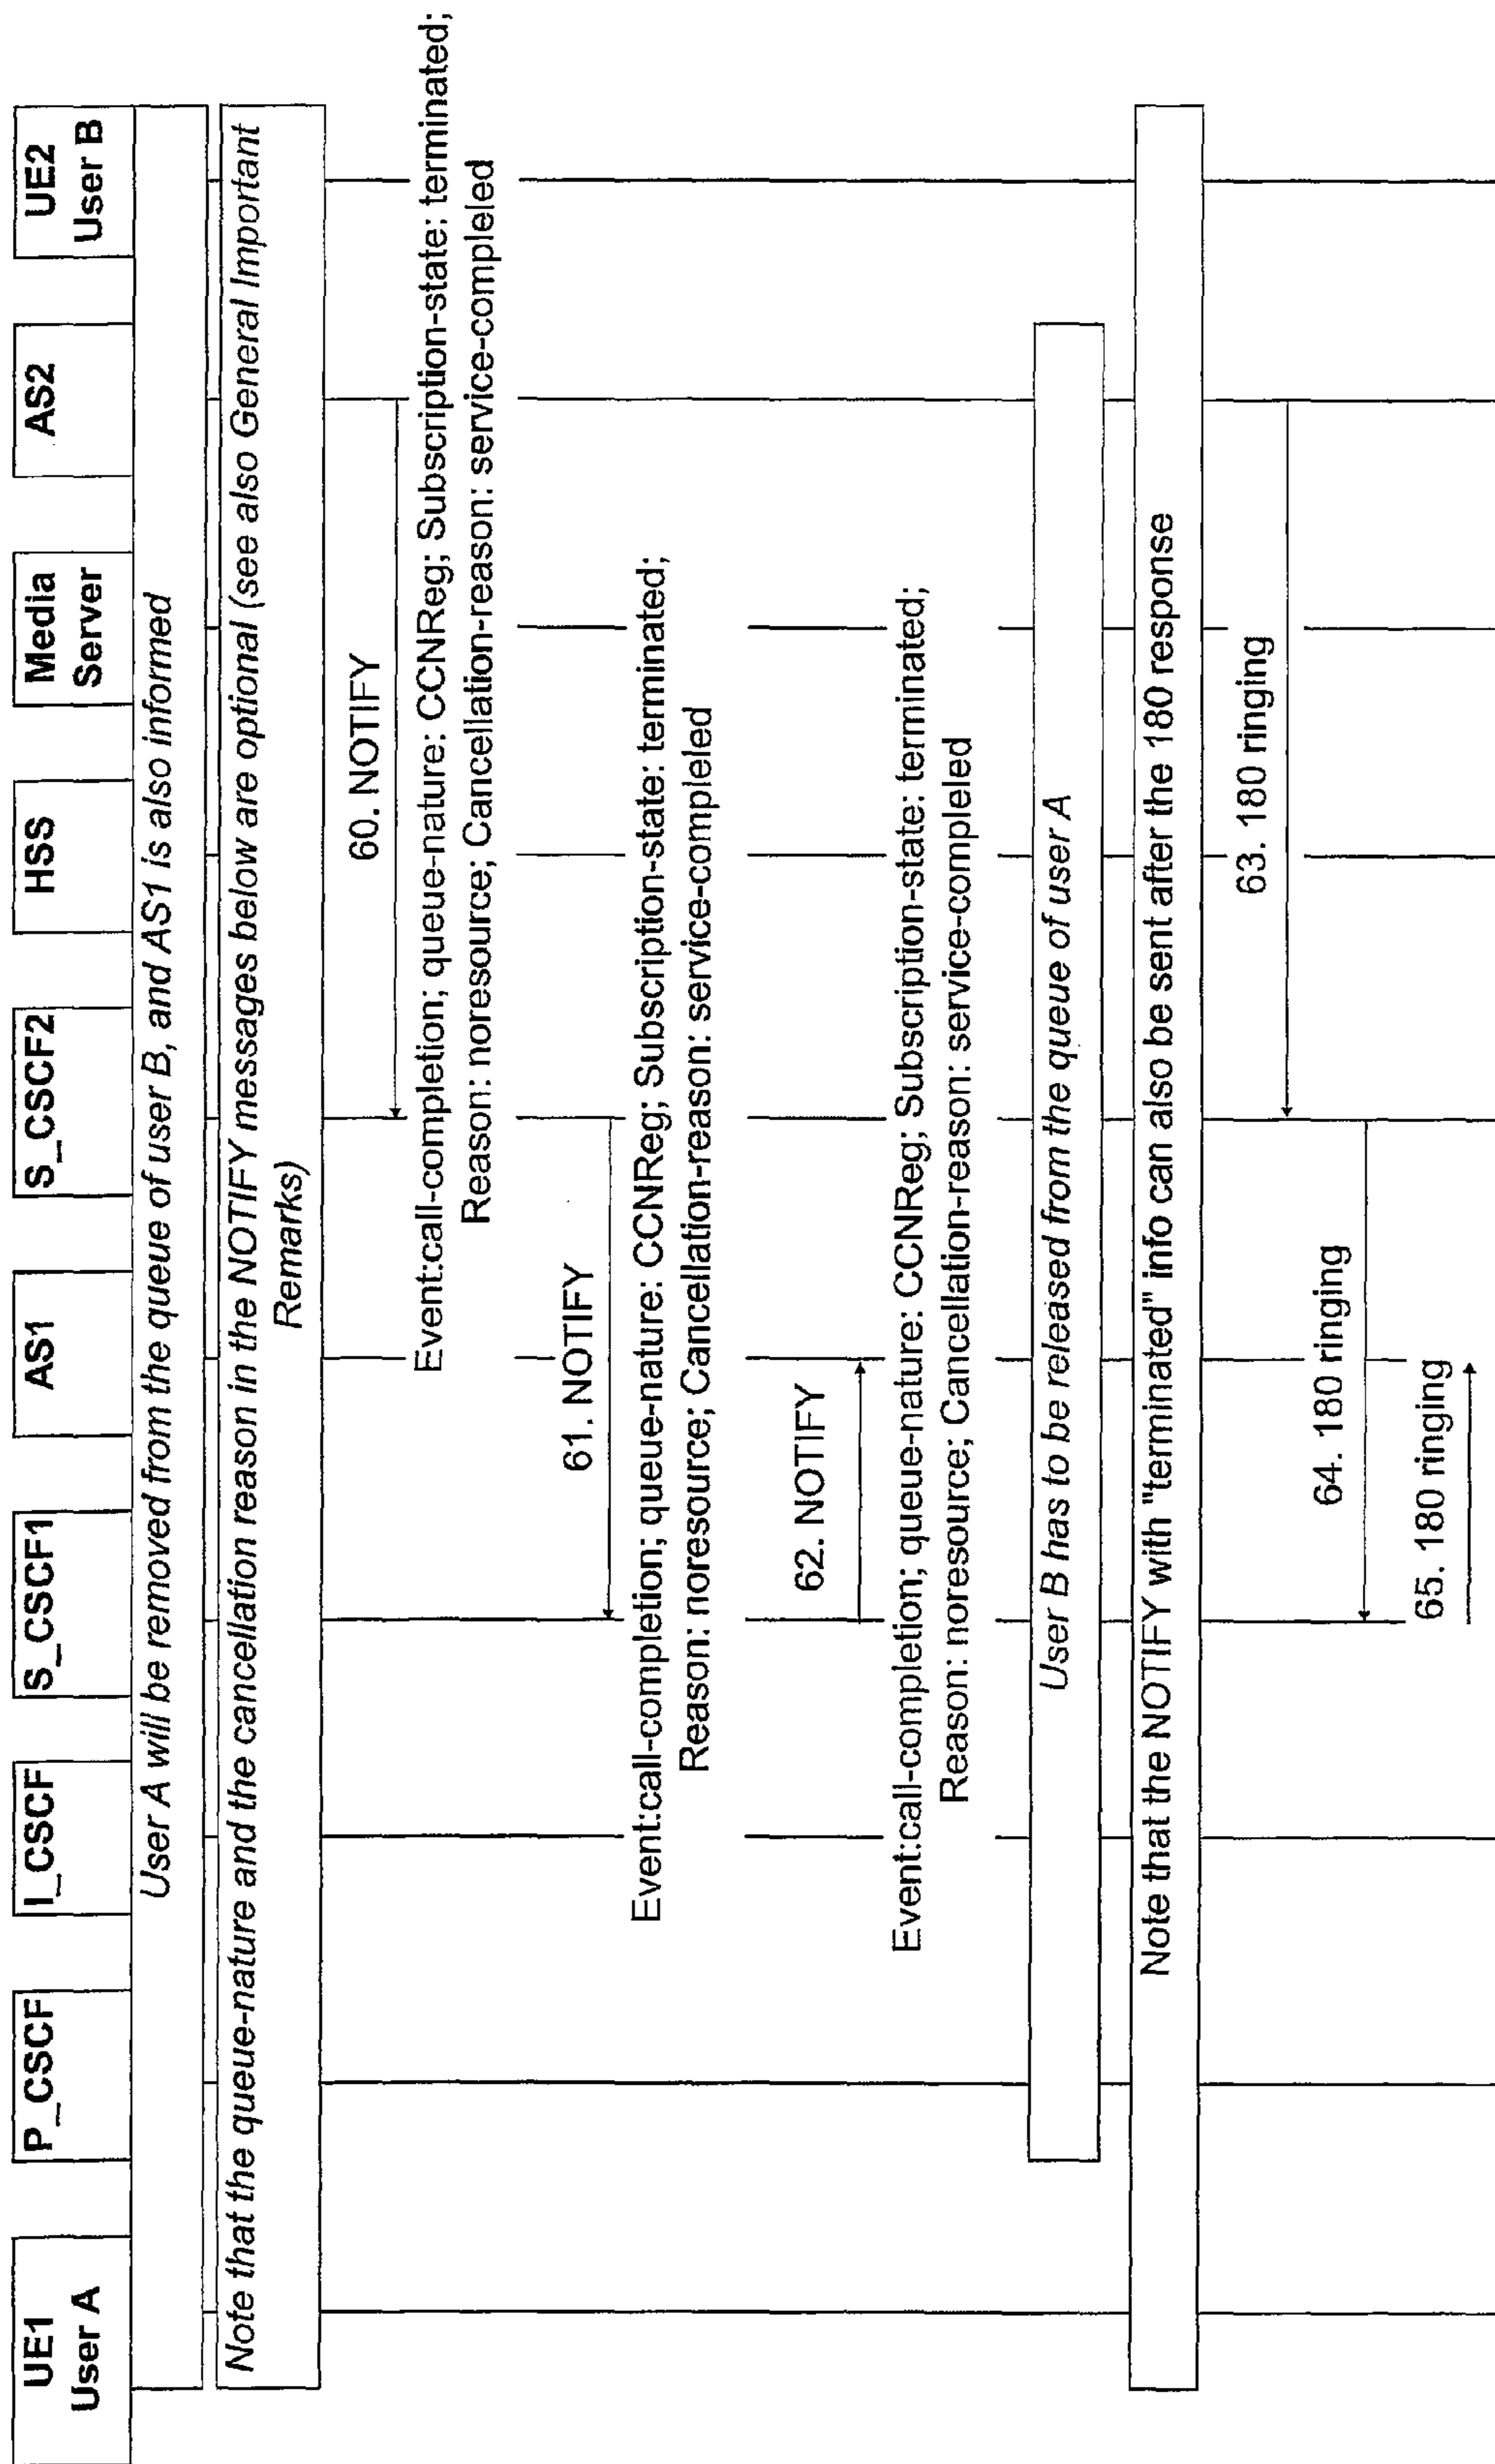 UE1
User A
P_CSCF
I_CSCF
S_CSCF1
AS1
S_CSCF2
HSS
Media
Server
AS2
UE2
User B
User A will be removed from the queue of user B, and AS1 is also informed
Note that the queue-nature and the cancellation reason in the NOTIFY messages below are optional (see also General Important
Remarks)
60. NOTIFY
Event:call-completion; queue-nature: CCNReg; Subscription-state: terminated;
Reason: noresource; Cancellation-reason: service-compleled
61. NOTIFY
Event:call-completion; queue-nature: CCNReg; Subscription-state: terminated;
Reason: noresource; Cancellation-reason: service-compleled
62. NOTIFY
Event:call-completion; queue-nature: CCNReg; Subscription-state: terminated;
Reason: noresource; Cancellation-reason: service-compleled
User B has to be released from the queue of user A
Note that the NOTIFY with "terminated" info can also be sent after the 180 response
63. 180 ringing
64. 180 ringing
65. 180 ringing